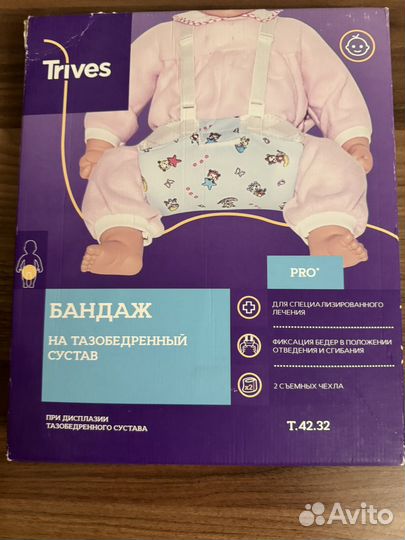 Trives
PRO*
БАНДАЖ
НА ТАЗОБЕДРЕННЫЙ
СУСТАВ
ДЛЯ СПЕЦИАЛИЗИРОВАННОГО
ЛЕЧЕНИЯ
ФИКСАЦИЯ БЕДЕР В ПОЛОЖЕНИИ
ОТВЕДЕНИЯ И СГИБАНИЯ
x2
2 СЪЕМНЫХ ЧЕХЛА
ПРИ ДИСПЛАЗИИ
ТАЗОБЕДРЕННОГО СУСТАВА
Т.42.32
Avito